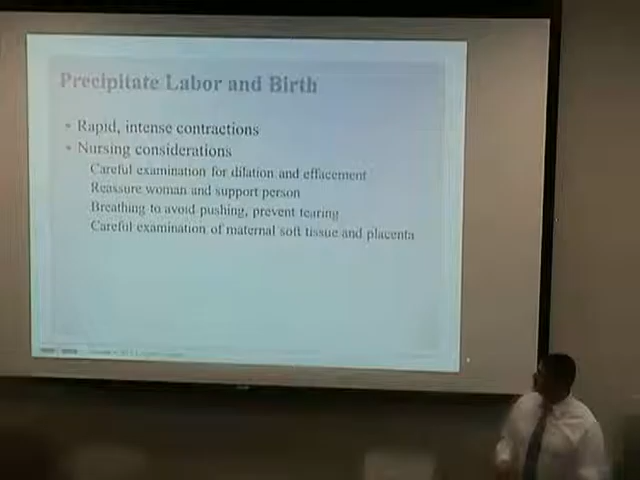 Precipitate Labor and Birth
• Rapid, intense contractions
• Nursing considerations
Careful examination for dilation and effacement
Reassure woman and support person
Breathing to avoid pushing, prevent tearing
Careful examination of maternal soft tissue and placenta